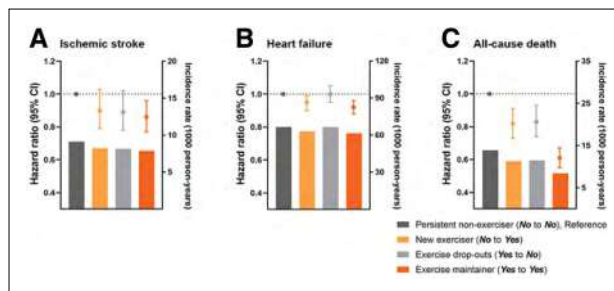 A Ischemic stroke
B Heart failure
C All-cause death
Hazard ratio (95% CI)
1.2
1.0
0.8
0.6
0.4
20
15
10
5
Incidence rate (1000 person-years)
Hazard ratio (95% CI)
1.2
1.0
0.8
0.6
0.4
120
90
60
30
Incidence rate (1000 person-years)
Hazard ratio (95% CI)
1.2
1.0
0.8
0.6
0.4
35
25
15
5
Incidence rate (1000 person-years)
Persistent non-exerciser (No to No), Reference
New exerciser (No to Yes)
Exercise drop-outs (Yes to No)
Exercise maintainer (Yes to Yes)